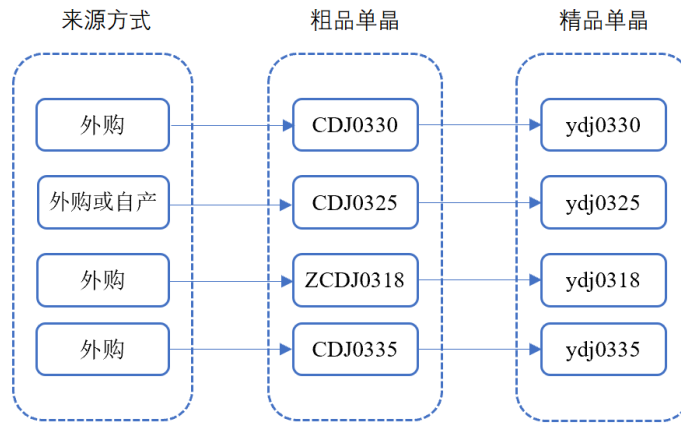 来源方式 粗品单晶 精品单晶
外购 CDJ0330 ydj0330
外购或自产 CDJ0325 ydj0325
外购 ZCDJ0318 ydj0318
外购 CDJ0335 ydj0335